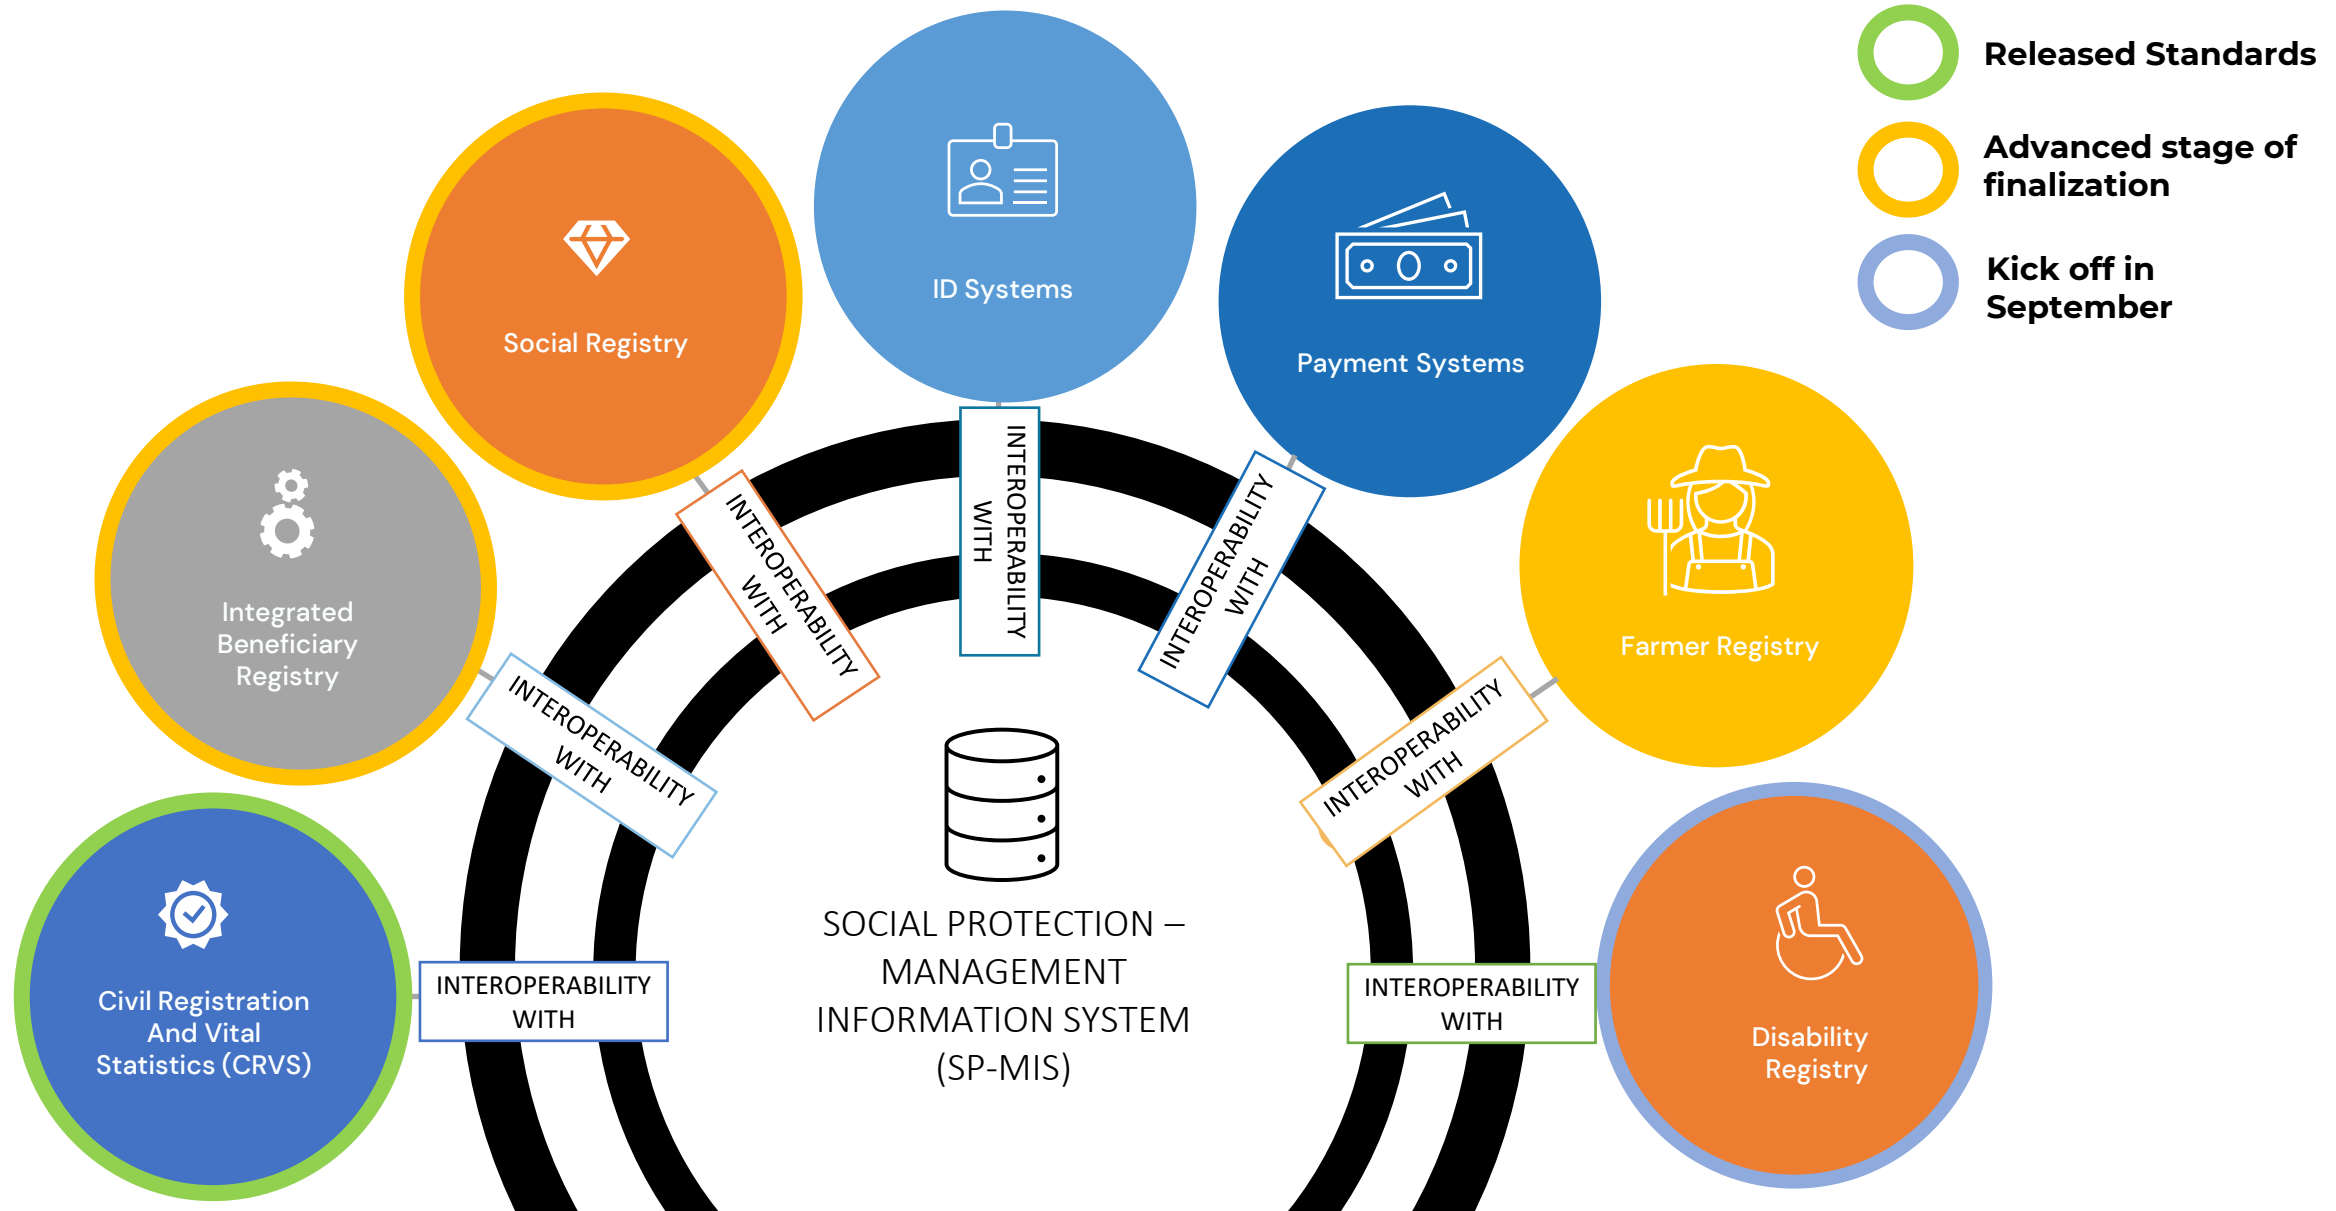 Released Standards
Advanced stage of
finalization
Kick off in
September
ID Systems
Social Registry
Payment Systems
Integrated
Beneficiary
Registry
Farmer Registry
Civil Registration
And Vital
Statistics (CRVS)
Disability
Registry
INTEROPERABILITY
WITH
INTEROPERABILITY
WITH
INTEROPERABILITY
WITH
INTEROPERABILITY
WITH
INTEROPERABILITY
WITH
INTEROPERABILITY
WITH
INTEROPERABILITY
WITH
SOCIAL PROTECTION –
MANAGEMENT
INFORMATION SYSTEM
(SP-MIS)